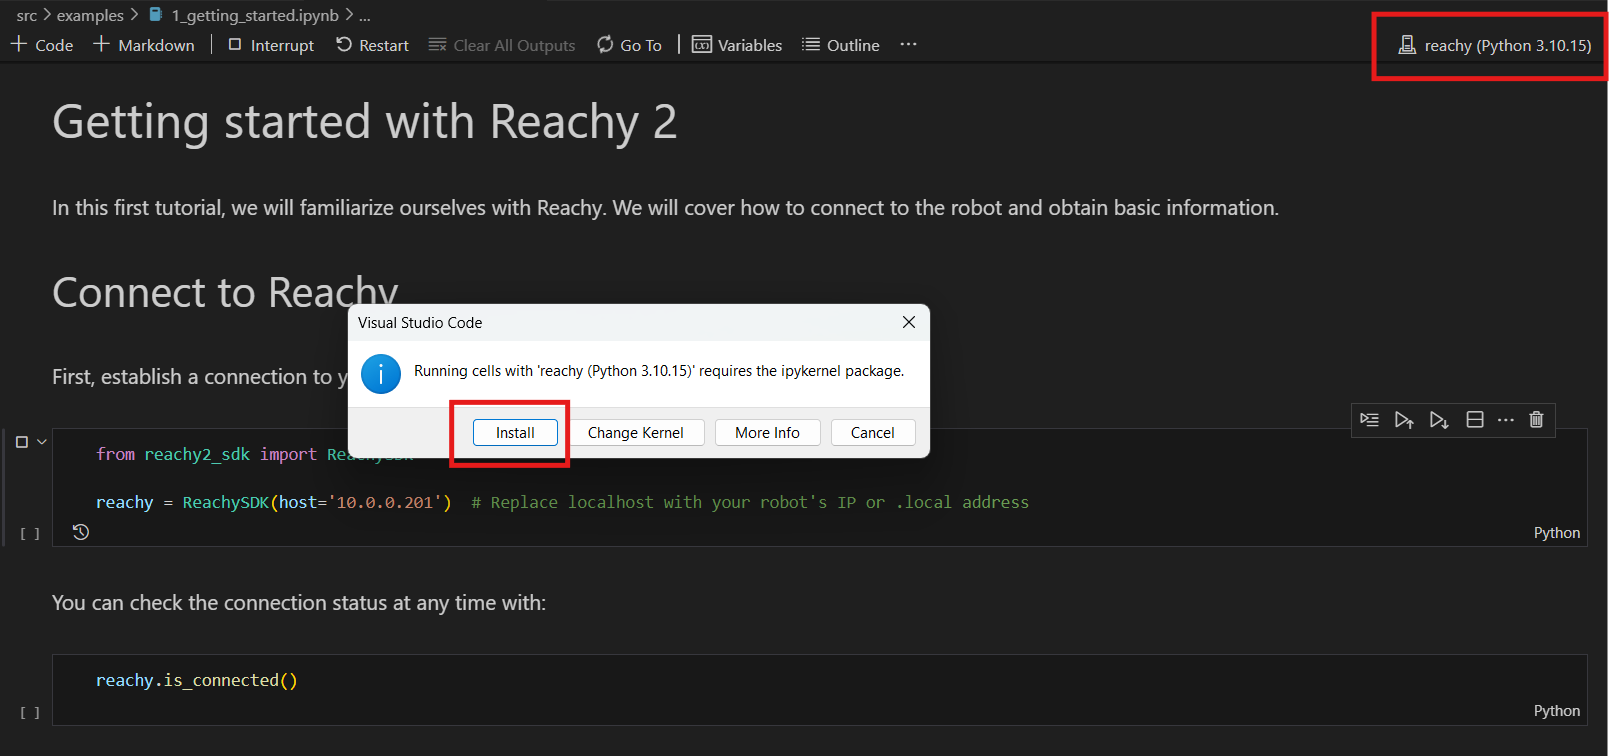 src > examples > 1_getting_started.ipynb > ...
+ Code + Markdown | Interrupt Restart Clear All Outputs Go To | Variables Outline ...
reachy (Python 3.10.15)
Getting started with Reachy 2
In this first tutorial, we will familiarize ourselves with Reachy. We will cover how to connect to the robot and obtain basic information.
Connect to Reachy
Visual Studio Code
Running cells with 'reachy (Python 3.10.15)' requires the ipykernel package.
Install Change Kernel More Info Cancel
First, establish a connection to y
from reachy2_sdk import ReachySDK
reachy = ReachySDK(host='10.0.0.201') # Replace localhost with your robot's IP or .local address
[ ] Python
You can check the connection status at any time with:
reachy.is_connected()
[ ] Python